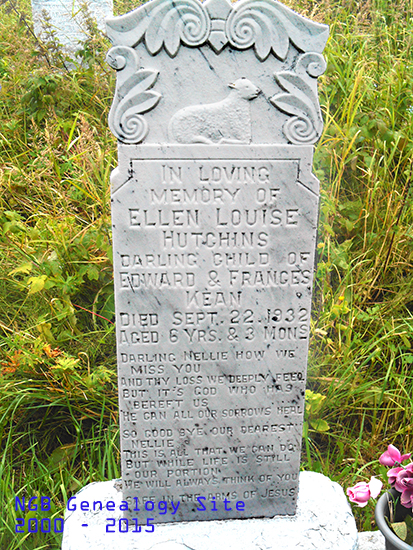 IN LOVING
MEMORY OF
ELLEN LOUISE
HUTCHINS
DARLING CHILD OF
EDWARD & FRANCES
KEAN
DIED SEPT. 22. 1932
AGED 6 YRS. & 3 MONS
DARLING NELLIE HOW WE
MISS YOU
AND THY LOSS WE DEEPLY FEEL
BUT IT'S GOD WHO HAS
BEREFT US
HE CAN ALL OUR SORROWS HEAL
SO GOOD BYE OUR DEAREST
NELLIE
THIS IS ALL THAT WE CAN DO
BUT WHILE LIFE IS STILL
OUR PORTION
WE WILL ALWAYS THINK OF YOU
SAFE IN THE ARMS OF JESUS
NGB Genealogy Site
2000 - 2015